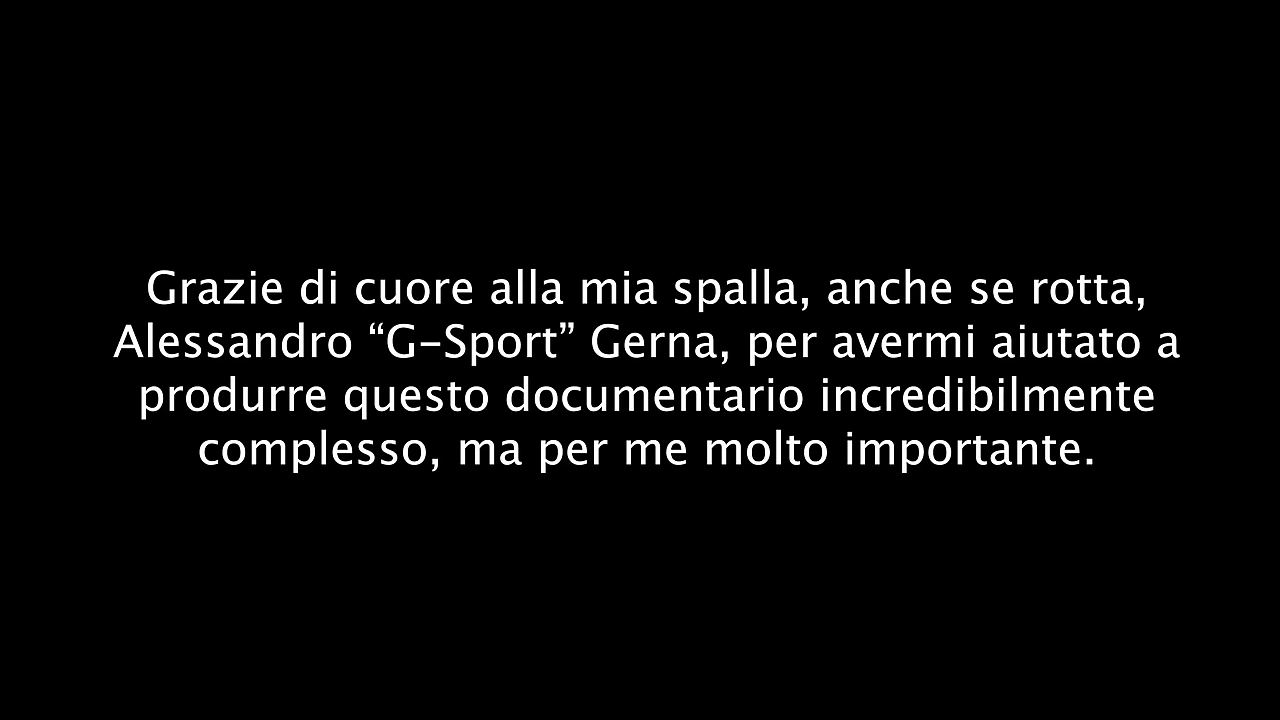 Grazie di cuore alla mia spalla, anche se rotta,
Alessandro “G-Sport” Gerna, per avermi aiutato a
produrre questo documentario incredibilmente
complesso, ma per me molto importante.